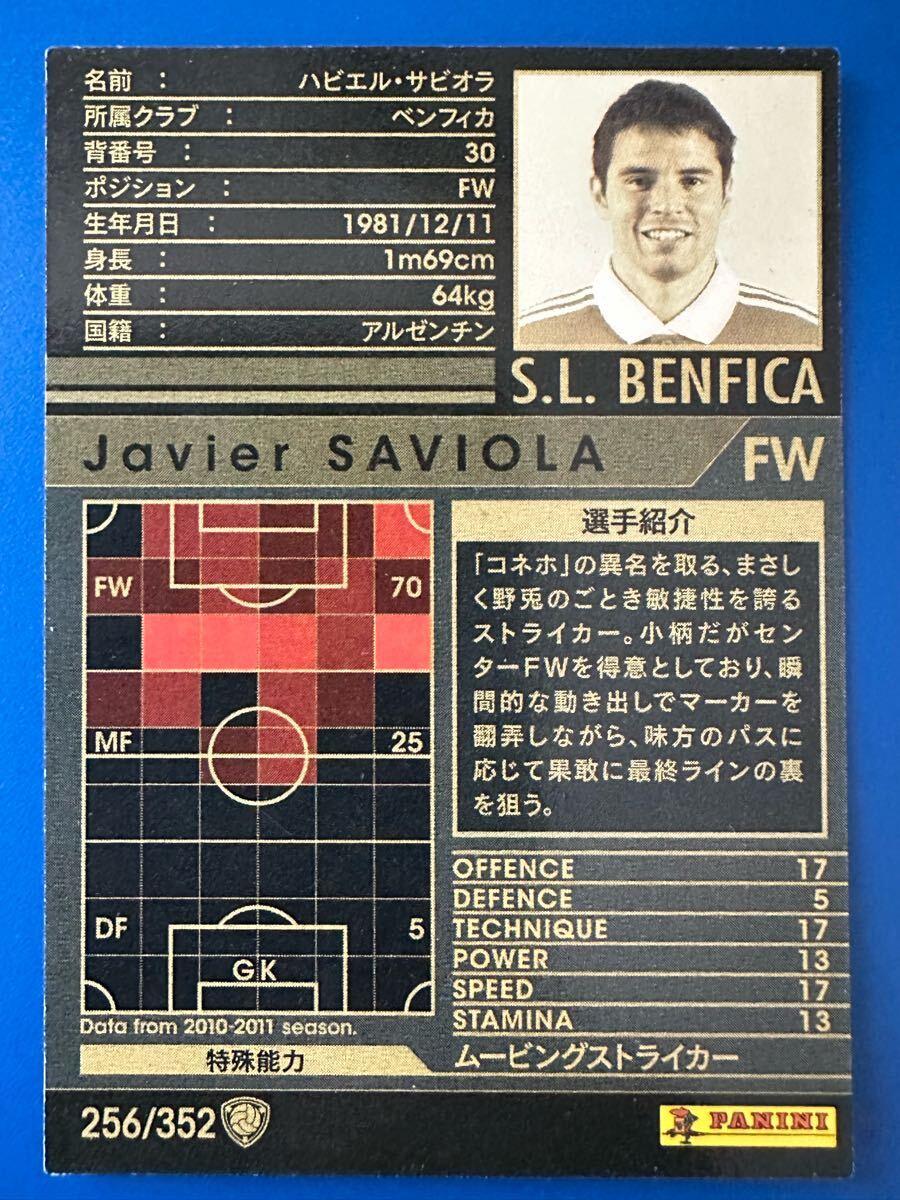 名前 : ハビエル・サビオラ
所属クラブ : ベンフィカ
背番号 : 30
ポジション : FW
生年月日 : 1981/12/11
身長 : 1m69cm
体重 : 64kg
国籍 : アルゼンチン
S.L. BENFICA
Javier SAVIOLA FW
FW 70
MF 25
DF 5
GK
Data from 2010-2011 season.
選手紹介
「コネホ」の異名を取る、まさし
く野兎のごとき敏捷性を誇る
ストライカー。小柄だがセン
ターFWを得意としており、瞬
間的な動き出しでマーカーを
翻弄しながら、味方のパスに
応じて果敢に最終ラインの裏
を狙う。
OFFENCE 17
DEFENCE 5
TECHNIQUE 17
POWER 13
SPEED 17
STAMINA 13
特殊能力 ムービングストライカー
256/352
PANINI